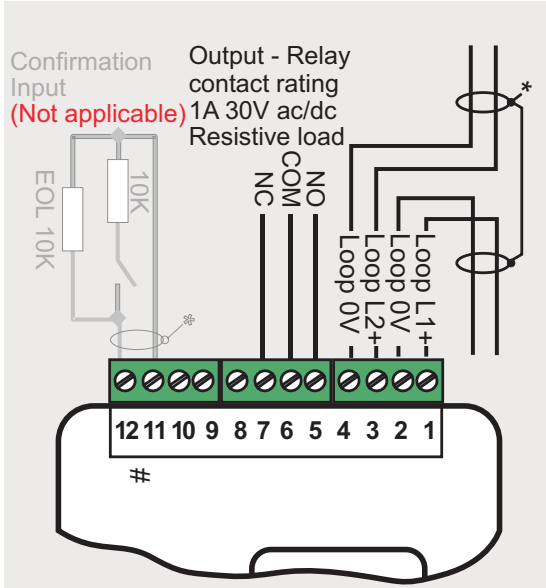 Confirmation
Input
(Not applicable)
Output - Relay
contact rating
1A 30V ac/dc
Resistive load
*
EOL 10K
10K
*
NC
COM
NO
Loop 0V
Loop L2+
Loop 0V
Loop L1+
12 11 10 9 8 7 6 5 4 3 2 1
#